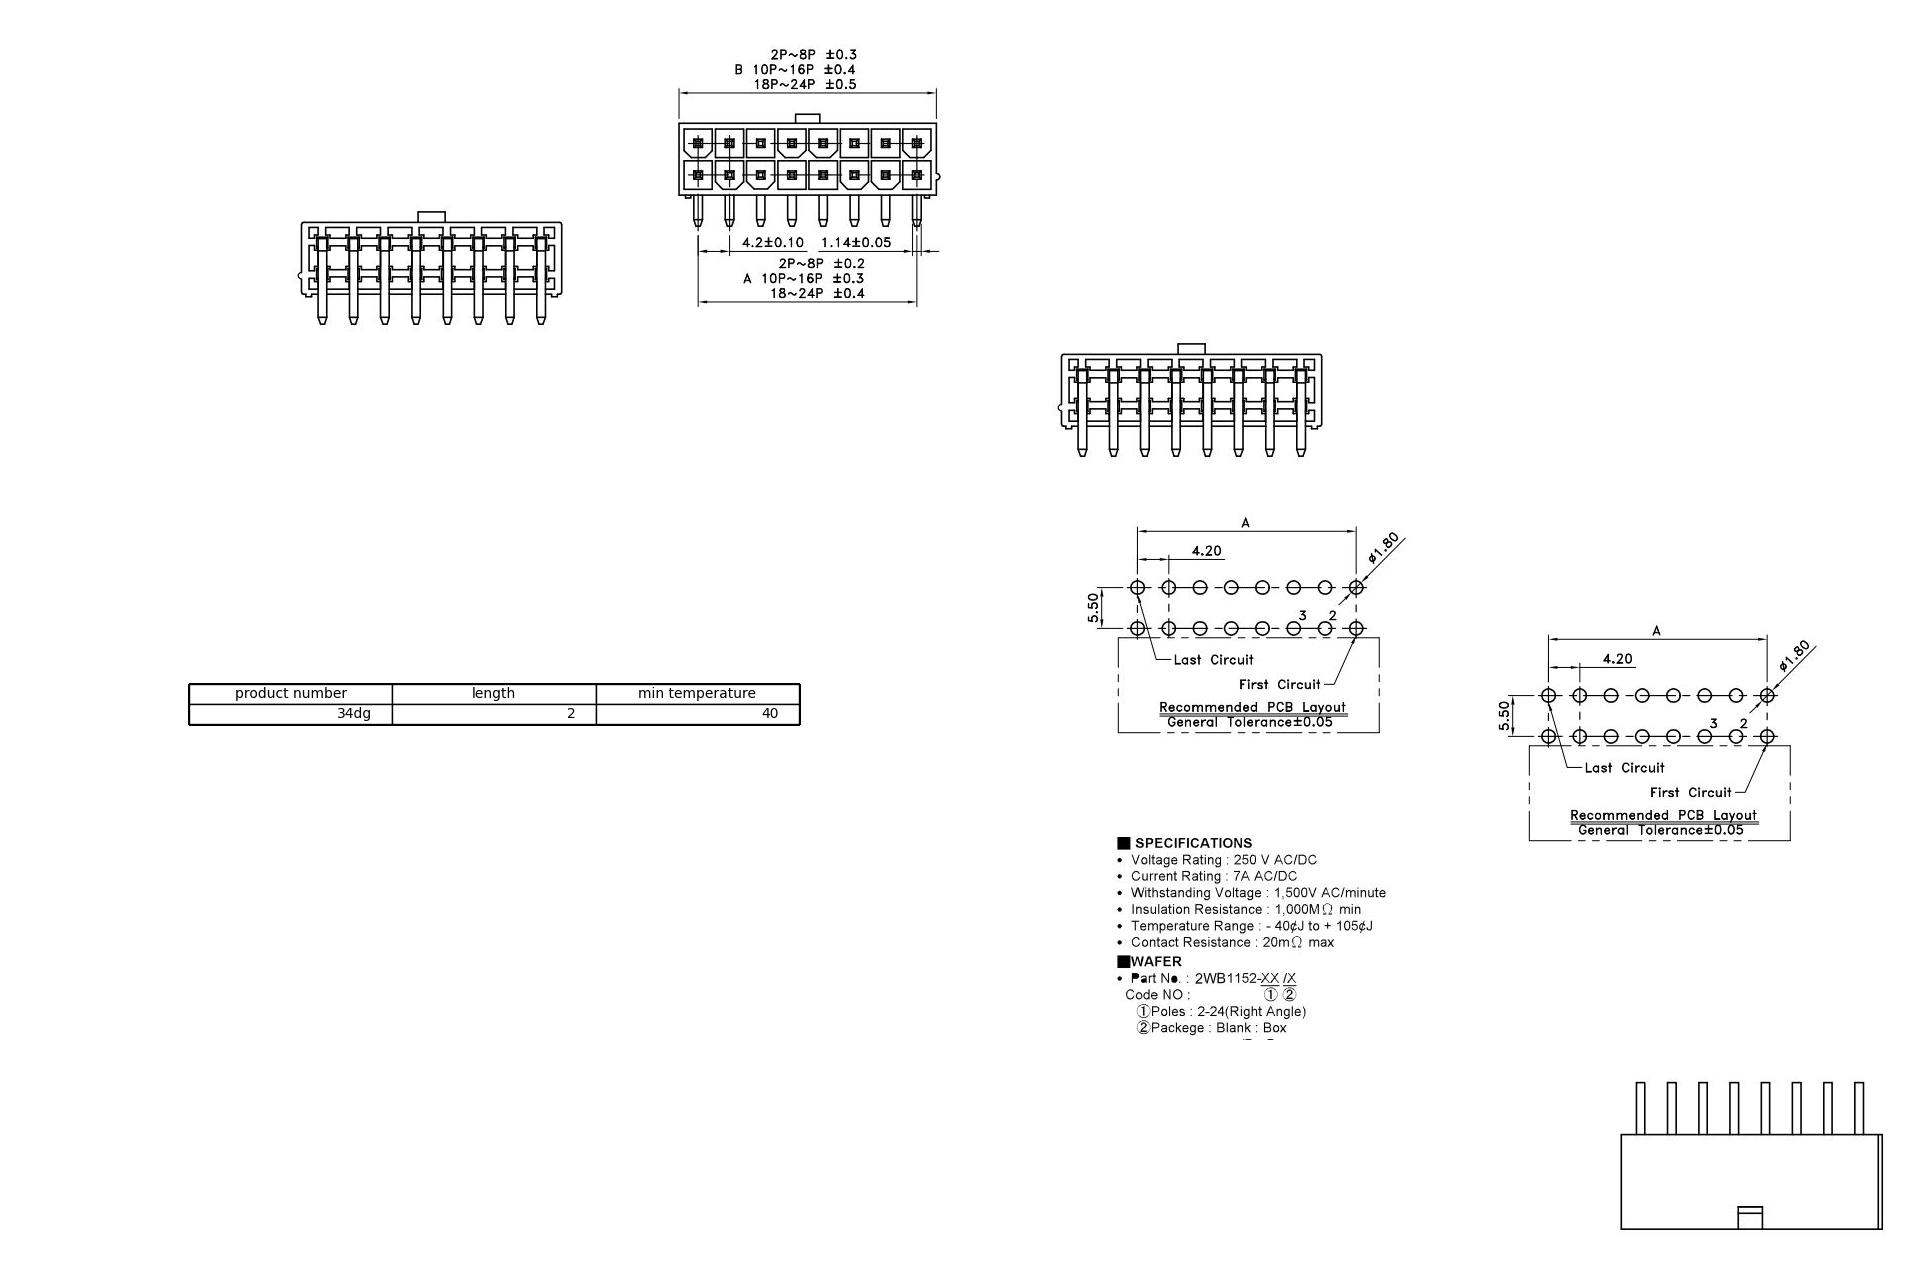 2P~8P ±0.3
B 10P~16P ±0.4
18P~24P ±0.5
4.2±0.10 1.14±0.05
2P~8P ±0.2
A 10P~16P ±0.3
18~24P ±0.4
A
4.20
ø1.80
5.50
3 2
Last Circuit
First Circuit
Recommended PCB Layout
General Tolerance±0.05
A
4.20
ø1.80
5.50
3 2
Last Circuit
First Circuit
Recommended PCB Layout
General Tolerance±0.05
product number length min temperature
34dg 2 40
■ SPECIFICATIONS
• Voltage Rating : 250 V AC/DC
• Current Rating : 7A AC/DC
• Withstanding Voltage : 1,500V AC/minute
• Insulation Resistance : 1,000MΩ min
• Temperature Range : - 40¢J to + 105¢J
• Contact Resistance : 20mΩ max
■WAFER
• Part No. : 2WB1152-XX /X
Code NO : ① ②
①Poles : 2-24(Right Angle)
②Packege : Blank : Box